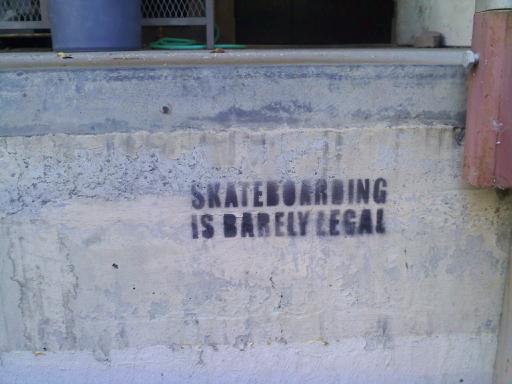 SKATEBOARDING
IS BARELY LEGAL